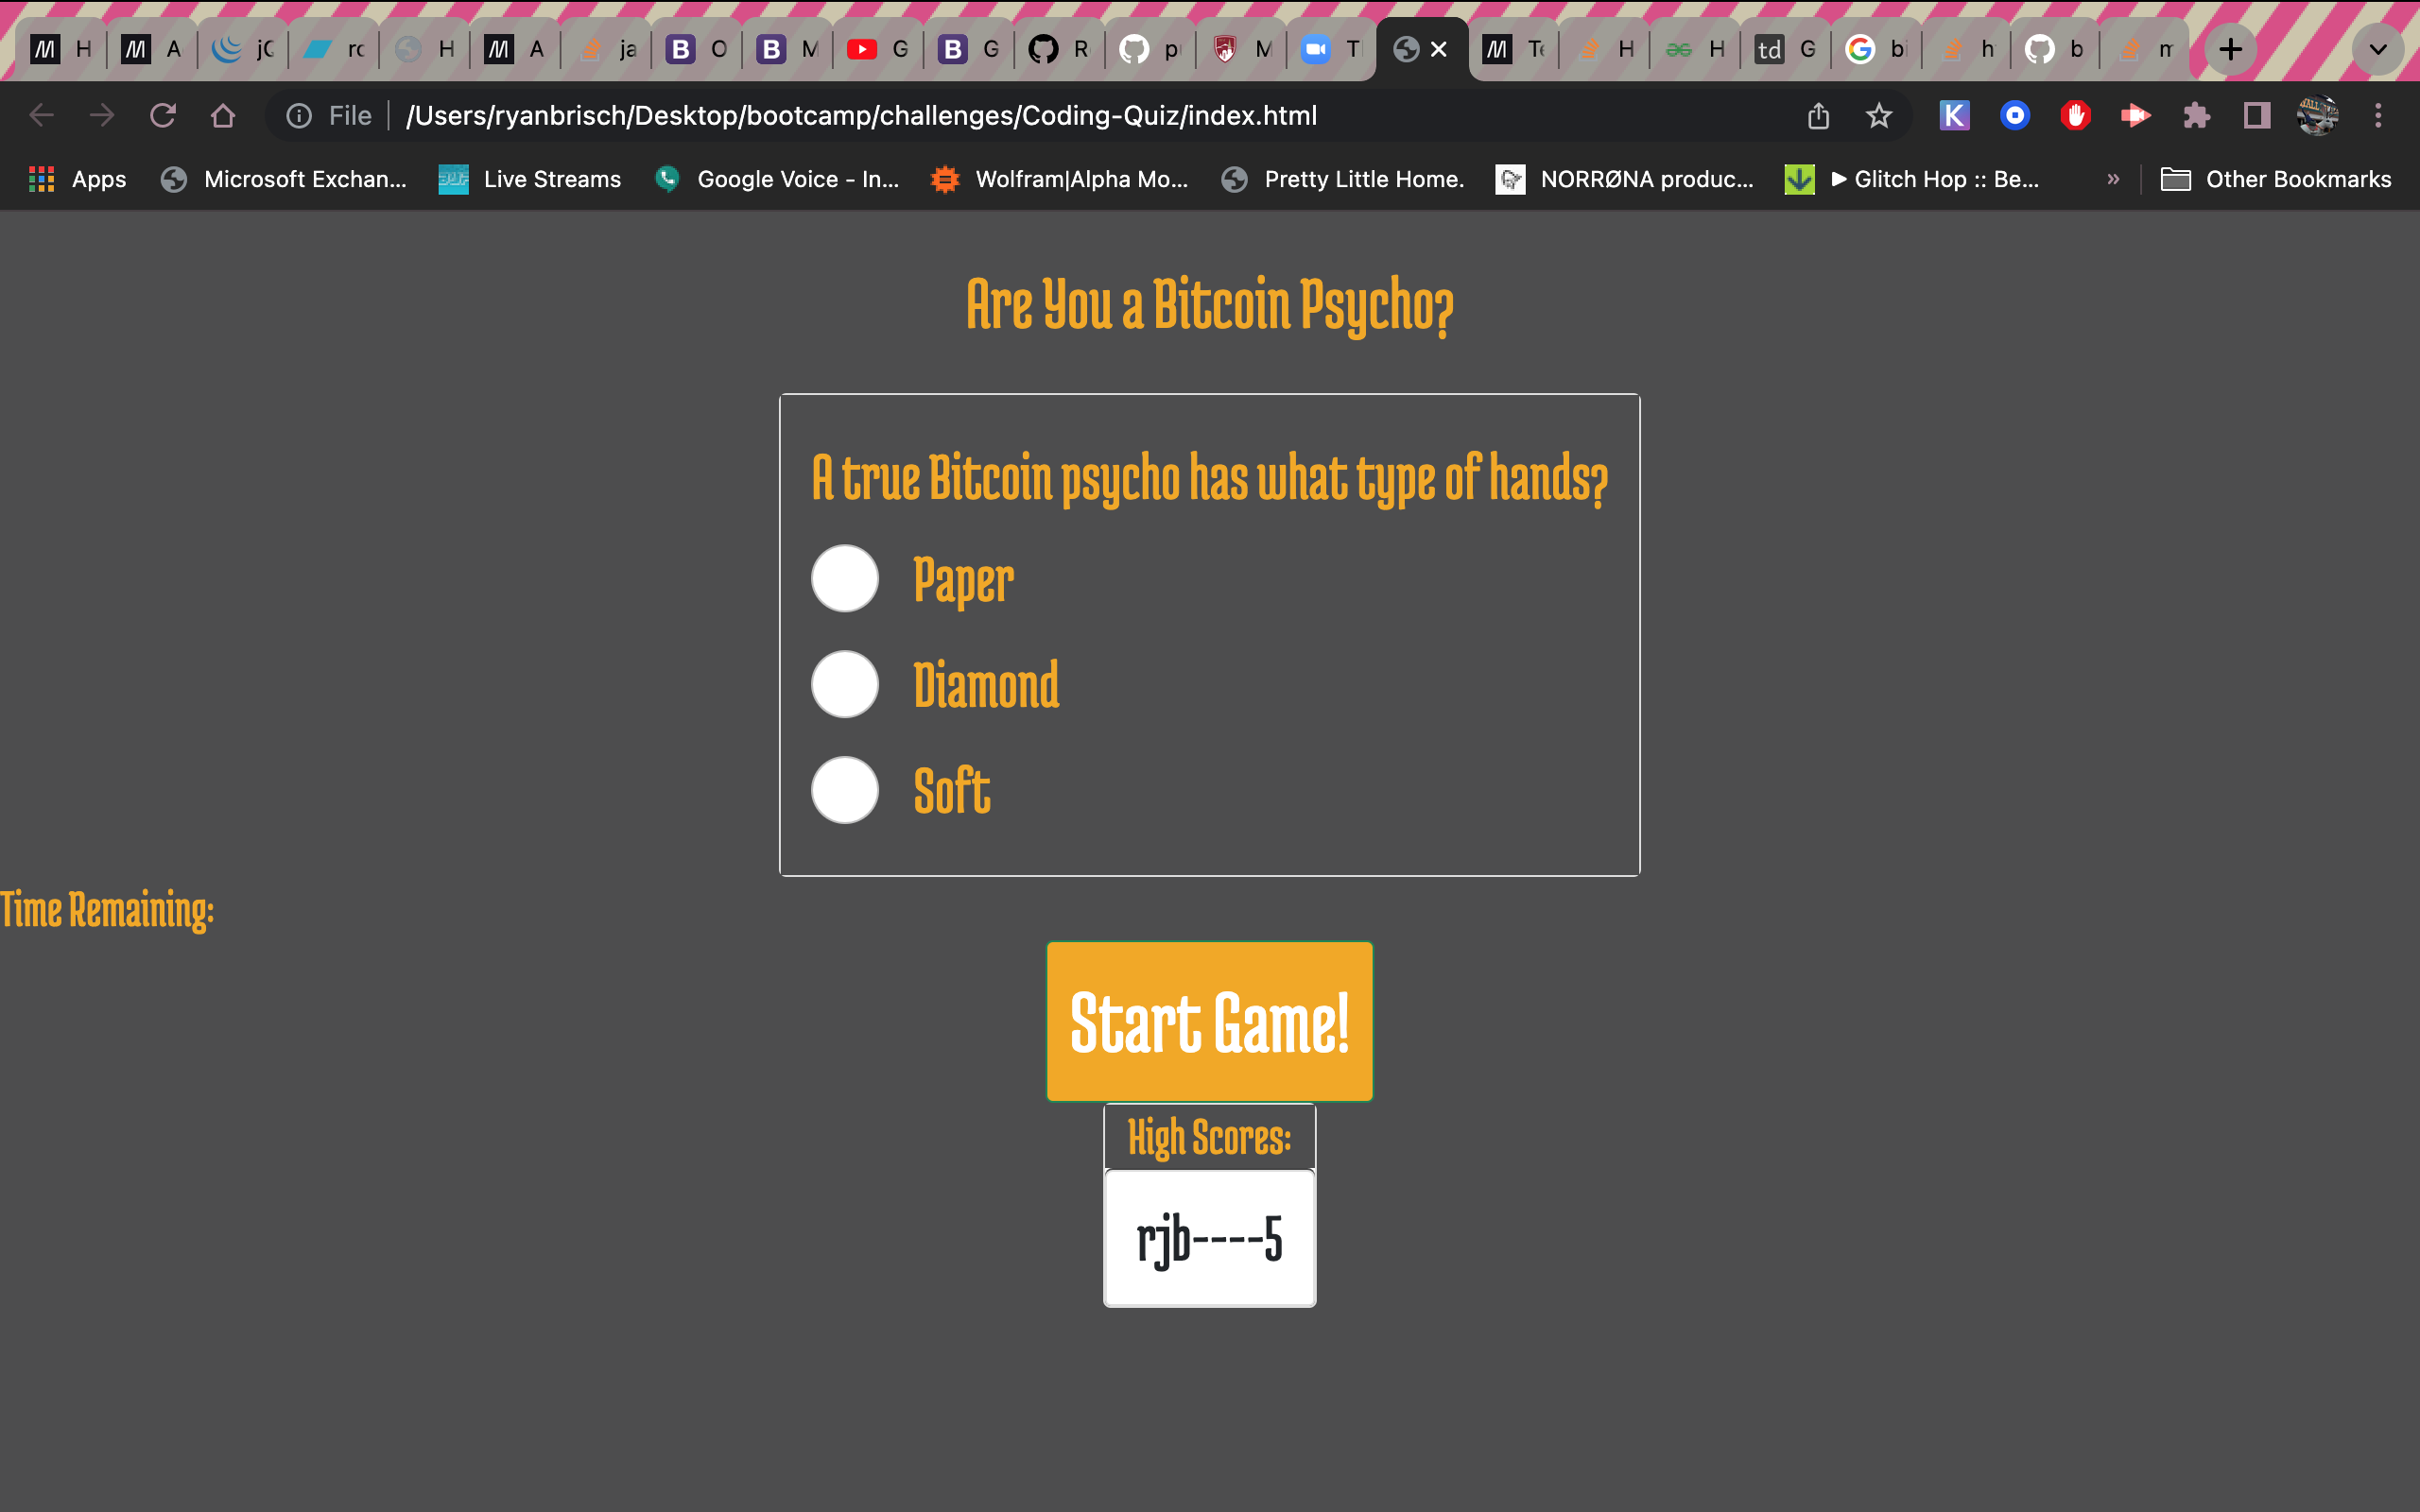 H A jQ rc H A ja B O B M G B G R p M T Te H H td G bi h b m
File /Users/ryanbrisch/Desktop/bootcamp/challenges/Coding-Quiz/index.html K
Apps Microsoft Exchan... Live Streams Google Voice - In... Wolfram|Alpha Mo... Pretty Little Home. NORRØNA produc... ▶ Glitch Hop :: Be... » Other Bookmarks
Are You a Bitcoin Psycho?
A true Bitcoin psycho has what type of hands?
Paper
Diamond
Soft
Time Remaining:
Start Game!
High Scores:
rjb----5